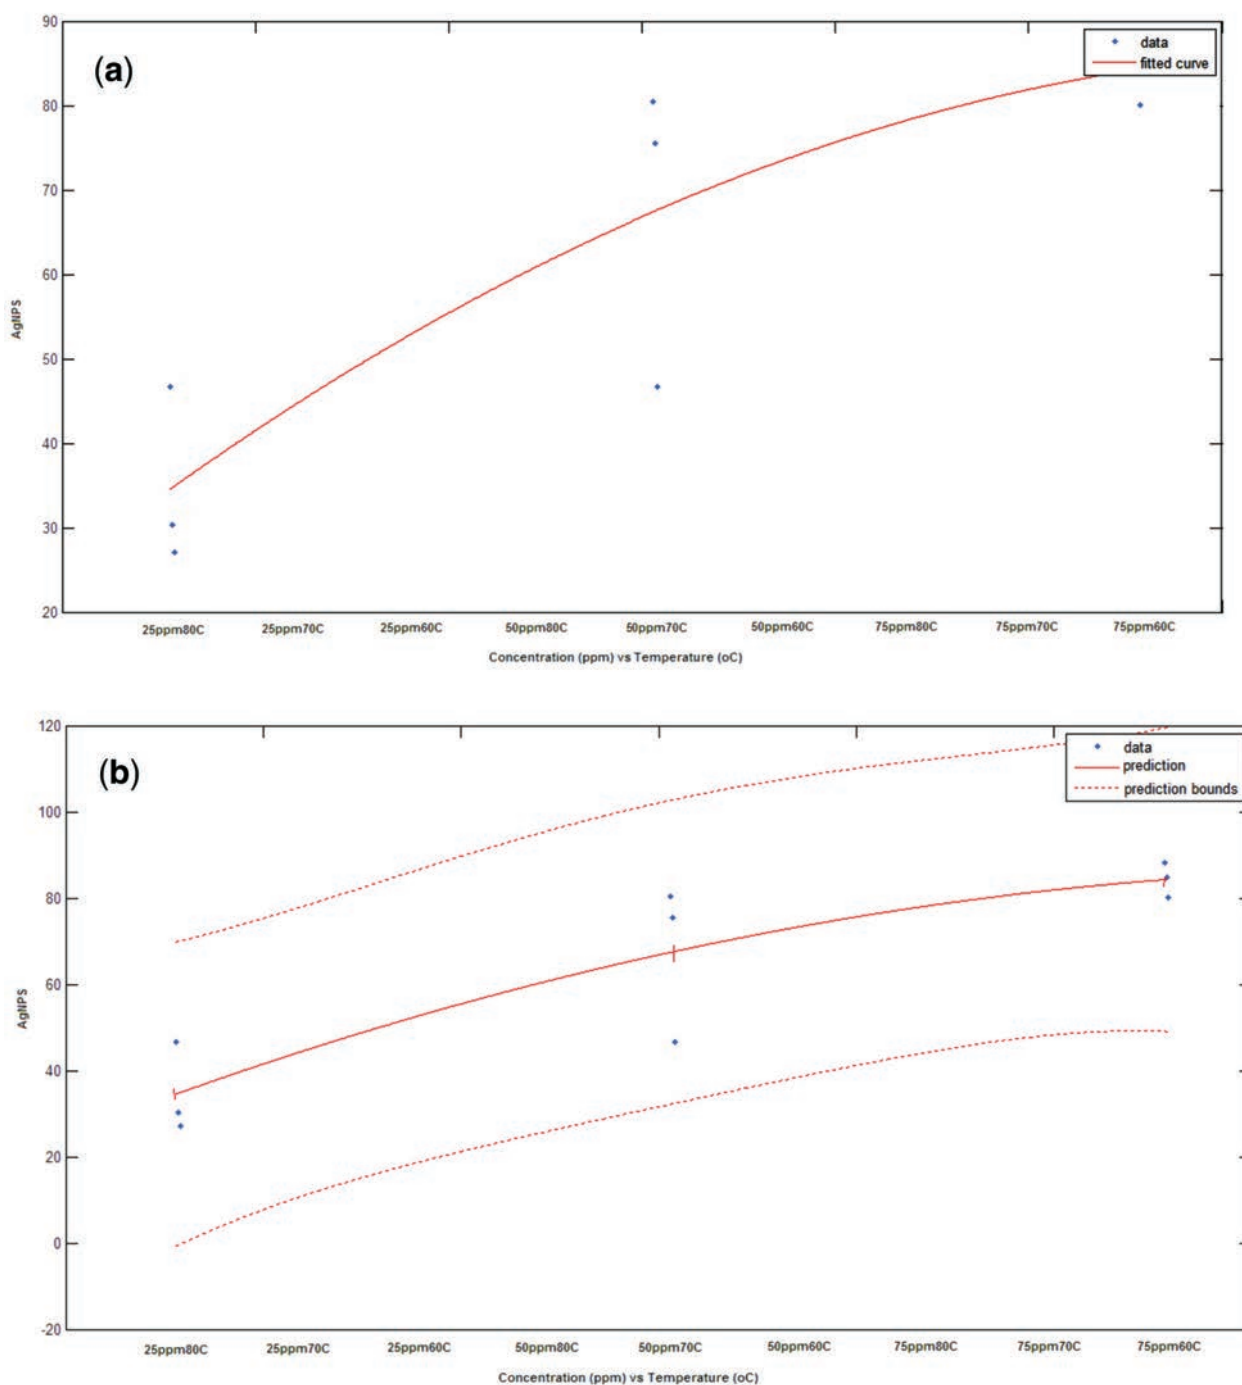 (a)
data
fitted curve
90
80
70
60
50
40
30
20
AgNPS
25ppm80C 25ppm70C 25ppm60C 50ppm80C 50ppm70C 50ppm60C 75ppm80C 75ppm70C 75ppm60C
Concentration (ppm) vs Temperature (oC)
(b)
data
prediction
prediction bounds
120
100
80
60
40
20
0
-20
AgNPS
25ppm80C 25ppm70C 25ppm60C 50ppm80C 50ppm70C 50ppm60C 75ppm80C 75ppm70C 75ppm60C
Concentration (ppm) vs Temperature (oC)